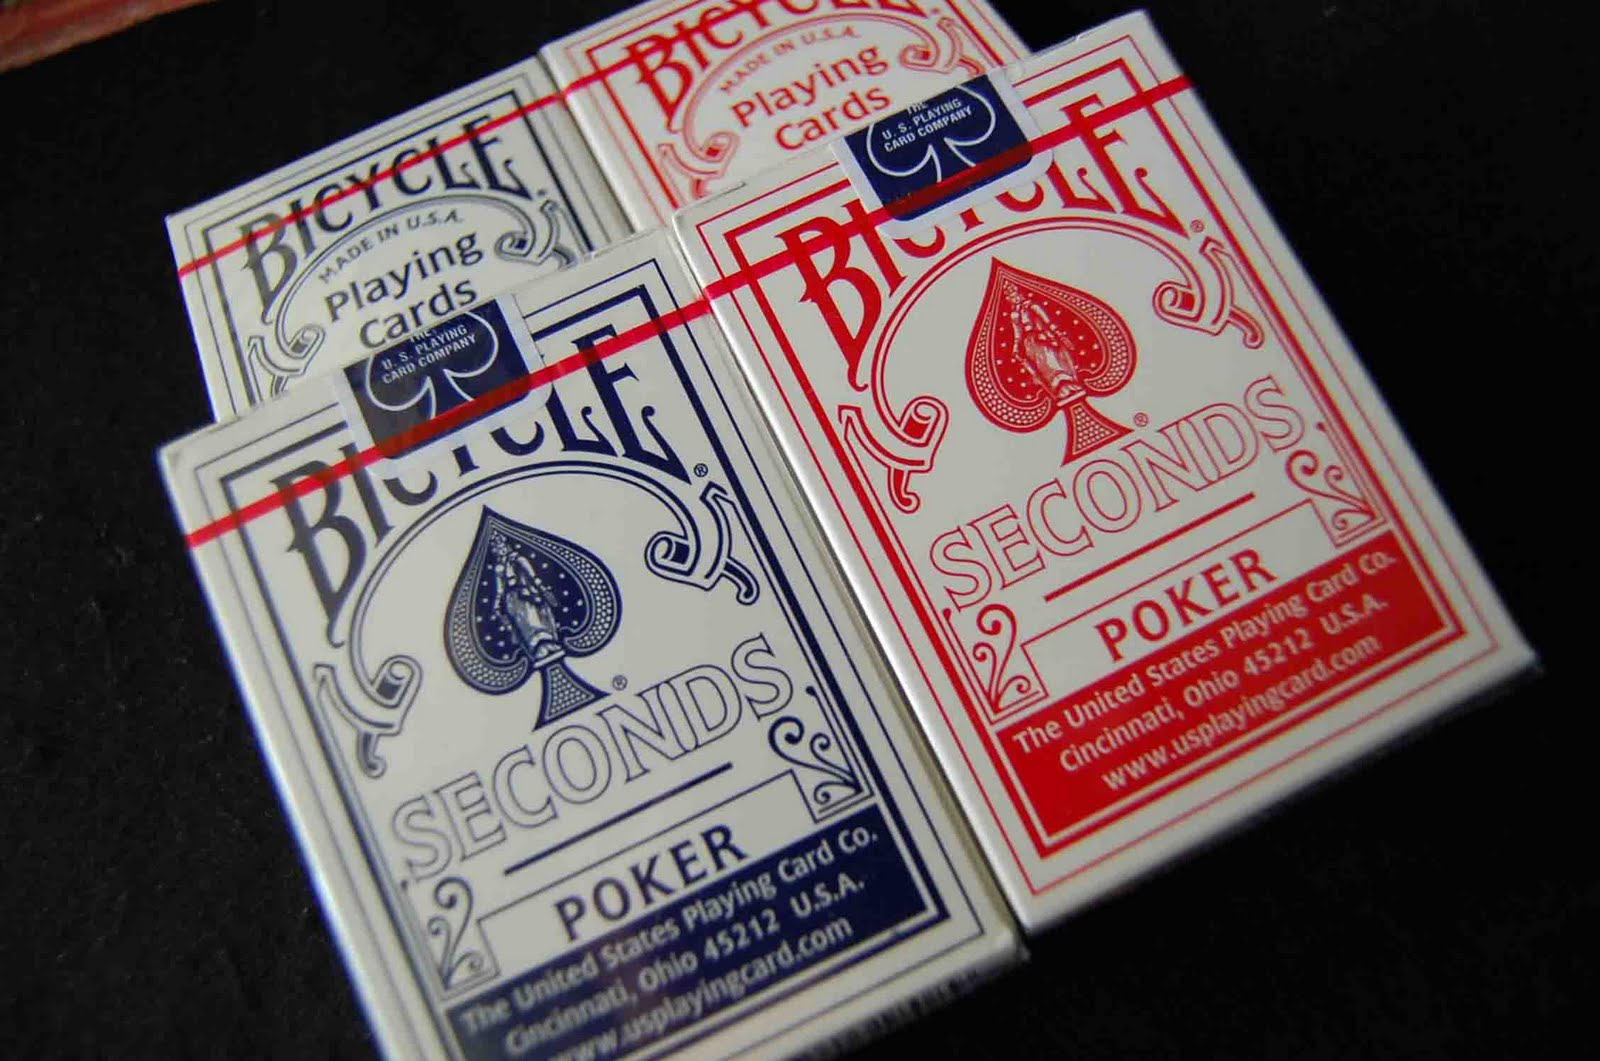 BICYCLE
MADE IN U.S.A.
Playing
Cards
BICYCLE®
MADE IN U.S.A.
Playing
Cards
THE
U. S. PLAYING
CARD COMPANY
BICYCLE®
®
SECONDS
POKER
The United States Playing Card Co.
Cincinnati, Ohio 45212 U.S.A.
www.usplayingcard.com
THE
U. S. PLAYING
CARD COMPANY
BICYCLE®
®
SECONDS
POKER
The United States Playing Card Co.
Cincinnati, Ohio 45212 U.S.A.
www.usplayingcard.com